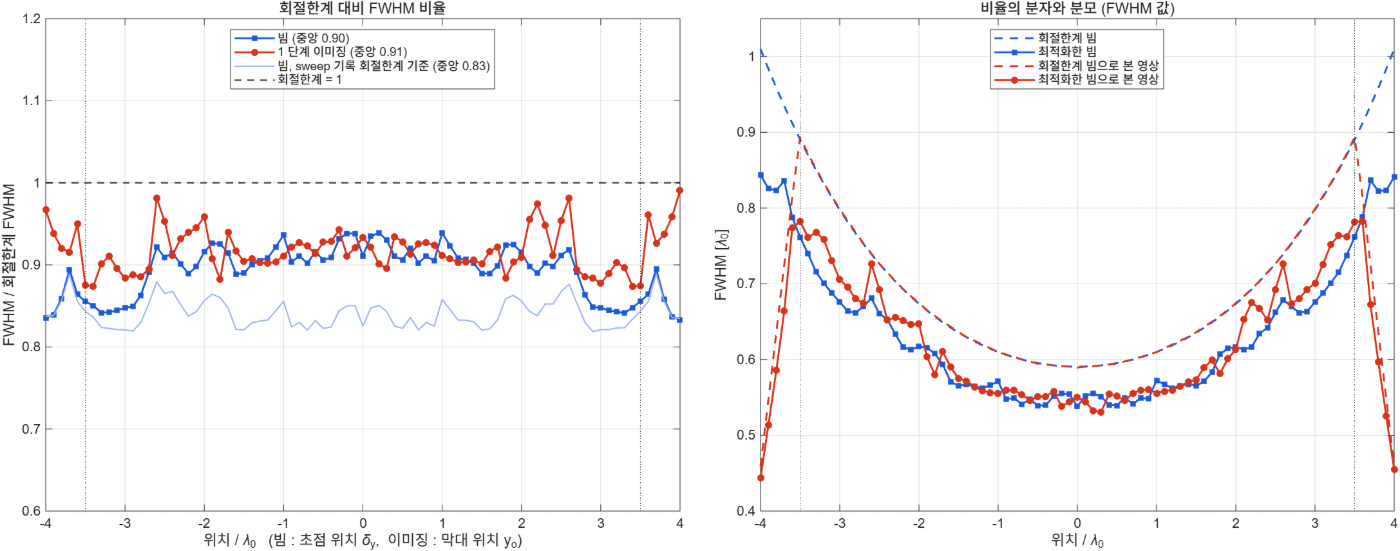 회절한계 대비 FWHM 비율
빔 (중앙 0.90)
1 단계 이미징 (중앙 0.91)
빔, sweep 기록 회절한계 기준 (중앙 0.83)
회절한계 = 1
FWHM / 회절한계 FWHM
1.2
1.1
1
0.9
0.8
0.7
0.6
-4 -3 -2 -1 0 1 2 3 4
위치 / λ₀ (빔 : 초점 위치 δ̄y, 이미징 : 막대 위치 yₒ)
비율의 분자와 분모 (FWHM 값)
회절한계 빔
최적화한 빔
회절한계 빔으로 본 영상
최적화한 빔으로 본 영상
FWHM [λ₀]
1
0.9
0.8
0.7
0.6
0.5
0.4
-4 -3 -2 -1 0 1 2 3 4
위치 / λ₀